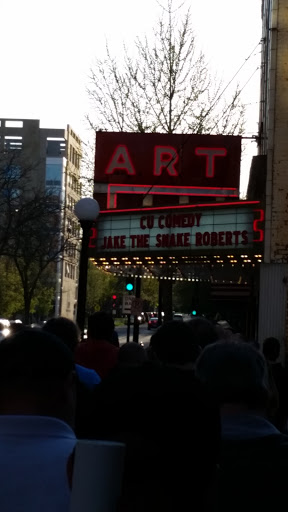 ART
CU COMEDY
JAKE THE SNAKE ROBERTS